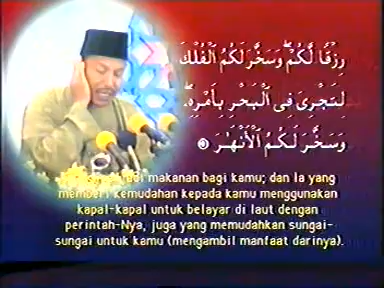 رِزْقًا لَّكُمْ ۖ وَسَخَّرَ لَكُمُ الْفُلْكَ
لِتَجْرِىَ فِى الْبَحْرِ بِأَمْرِهِۦ ۖ
وَسَخَّرَ لَكُمُ الْأَنْهَٰرَ
makanan bagi kamu; dan Ia yang
memberi kemudahan kepada kamu menggunakan
kapal-kapal untuk belayar di laut dengan
perintah-Nya, juga yang memudahkan sungai-
sungai untuk kamu (mengambil manfaat darinya).